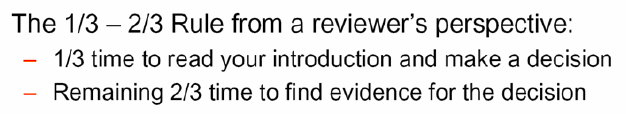 The 1/3 – 2/3 Rule from a reviewer's perspective:
– 1/3 time to read your introduction and make a decision
– Remaining 2/3 time to find evidence for the decision